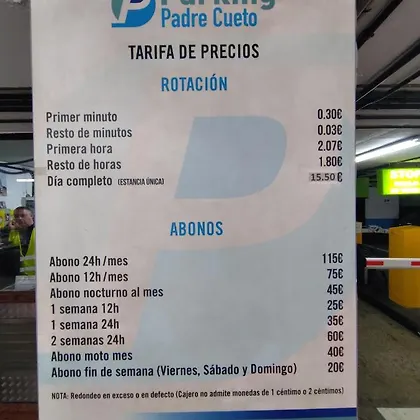 Parking
Padre Cueto
TARIFA DE PRECIOS
ROTACIÓN
Primer minuto 0.30€
Resto de minutos 0.03€
Primera hora 2.07€
Resto de horas 1.80€
Día completo (ESTANCIA ÚNICA) 15.50 €
ABONOS
Abono 24h/mes 115€
Abono 12h/mes 75€
Abono nocturno al mes 45€
1 semana 12h 25€
1 semana 24h 35€
2 semanas 24h 60€
Abono moto mes 40€
Abono fin de semana (Viernes, Sábado y Domingo) 20€
NOTA: Redondeo en exceso o en defecto (Cajero no admite monedas de 1 céntimo o 2 céntimos)
STOP